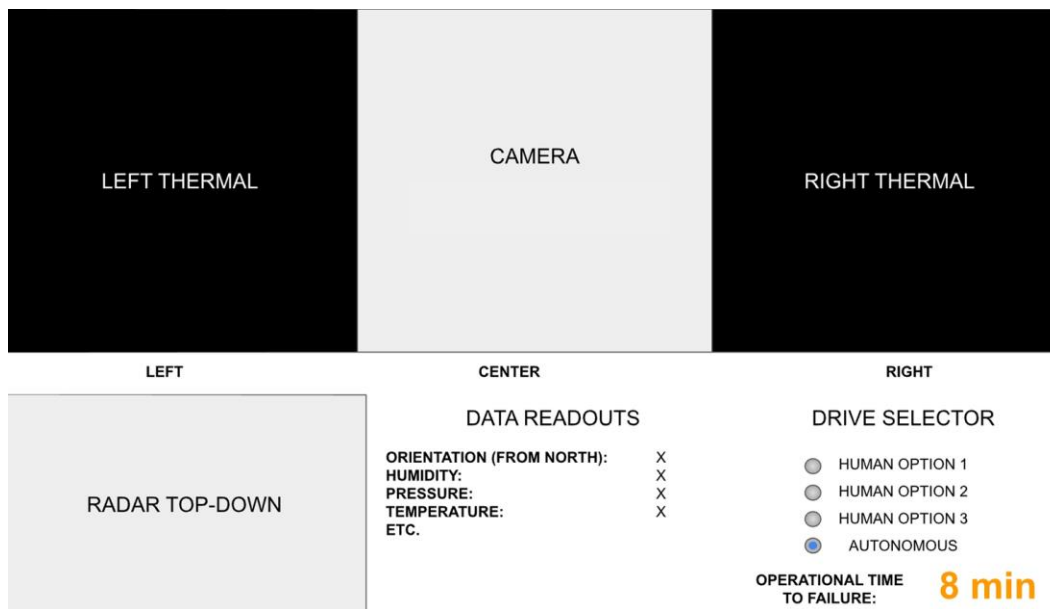 LEFT THERMAL
CAMERA
RIGHT THERMAL
LEFT
CENTER
RIGHT
RADAR TOP-DOWN
DATA READOUTS
ORIENTATION (FROM NORTH): X
HUMIDITY: X
PRESSURE: X
TEMPERATURE: X
ETC.
DRIVE SELECTOR
HUMAN OPTION 1
HUMAN OPTION 2
HUMAN OPTION 3
AUTONOMOUS
OPERATIONAL TIME
TO FAILURE:
8 min